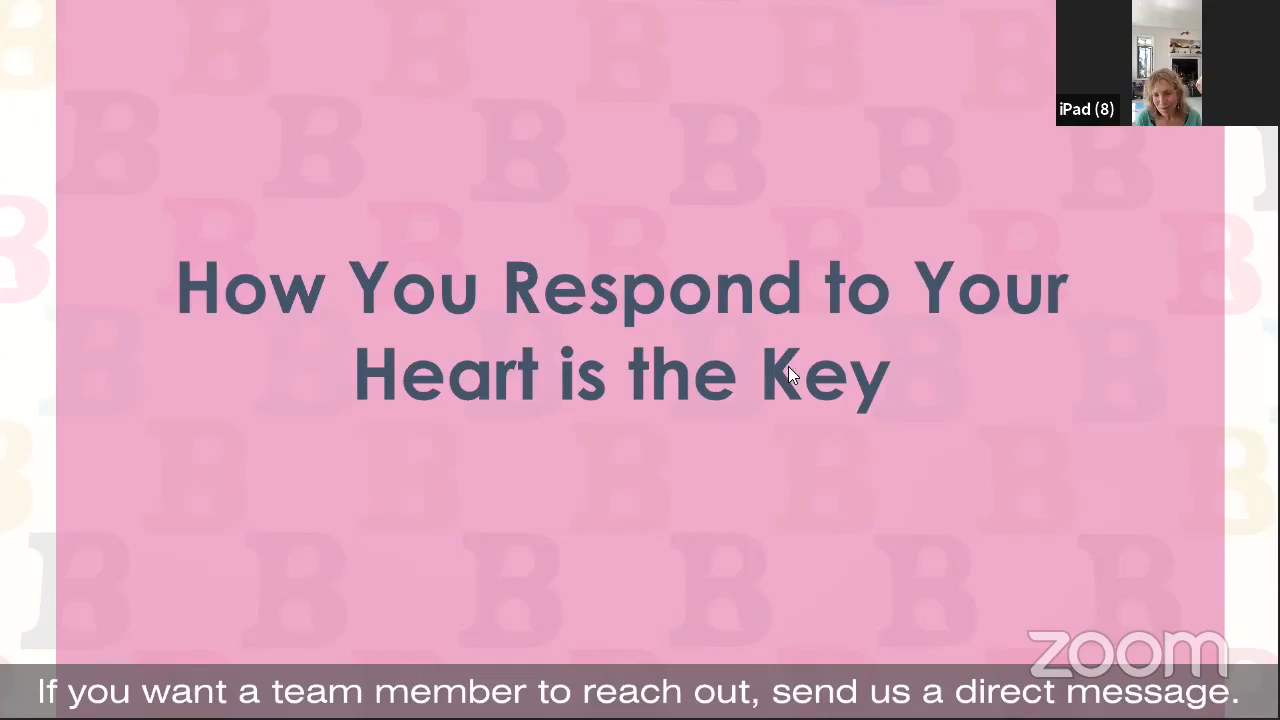 iPad (8)
How You Respond to Your
Heart is the Key
zoom
If you want a team member to reach out, send us a direct message.